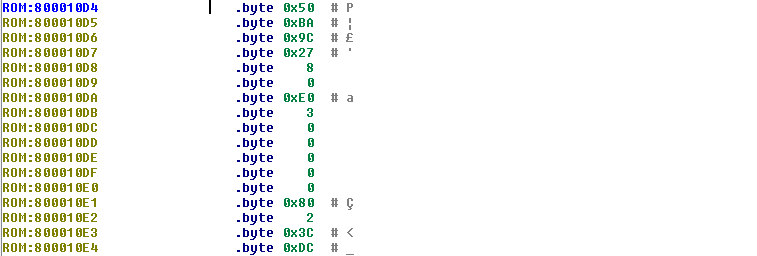 ROM:800010D4 .byte 0x50 # P
ROM:800010D5 .byte 0xBA # ¦
ROM:800010D6 .byte 0x9C # £
ROM:800010D7 .byte 0x27 # '
ROM:800010D8 .byte 8
ROM:800010D9 .byte 0
ROM:800010DA .byte 0xE0 # a
ROM:800010DB .byte 3
ROM:800010DC .byte 0
ROM:800010DD .byte 0
ROM:800010DE .byte 0
ROM:800010DF .byte 0
ROM:800010E0 .byte 0
ROM:800010E1 .byte 0x80 # Ç
ROM:800010E2 .byte 2
ROM:800010E3 .byte 0x3C # <
ROM:800010E4 .byte 0xDC # _